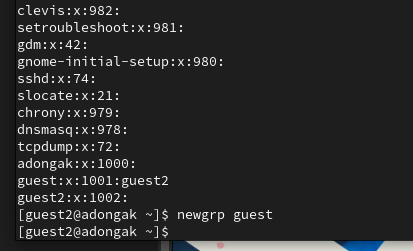 clevis:x:982:
setroubleshoot:x:981:
gdm:x:42:
gnome-initial-setup:x:980:
sshd:x:74:
slocate:x:21:
chrony:x:979:
dnsmasq:x:978:
tcpdump:x:72:
adongak:x:1000:
guest:x:1001:guest2
guest2:x:1002:
[guest2@adongak ~]$ newgrp guest
[guest2@adongak ~]$